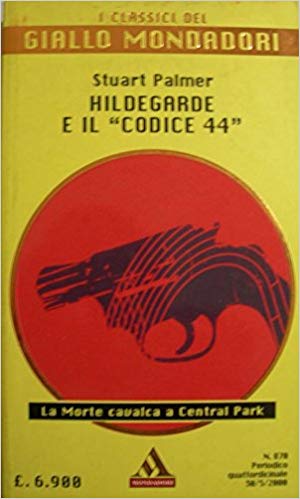 I CLASSICI DEL
GIALLO MONDADORI
Stuart Palmer
HILDEGARDE
E IL "CODICE 44"
La Morte cavalca a Central Park
N. 870
Periodico
quattordicinale
30/5/2000
£. 6.900